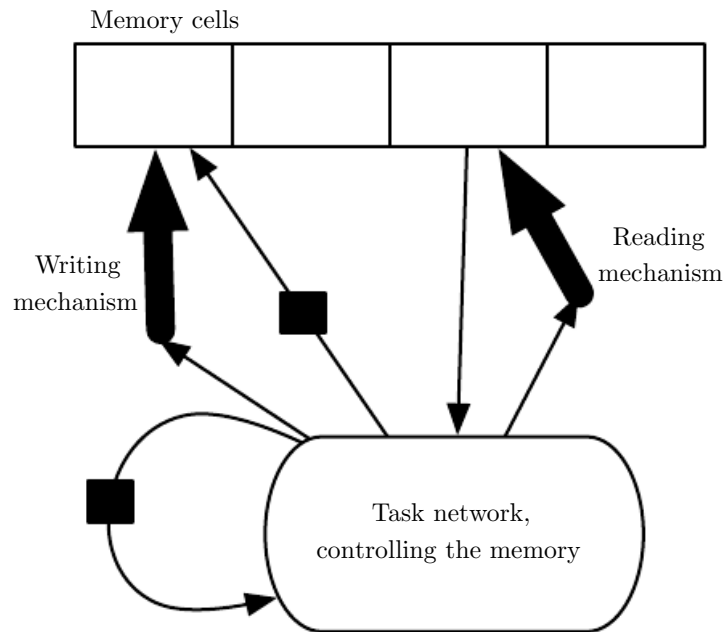 Memory cells
Writing
mechanism
Reading
mechanism
Task network,
controlling the memory